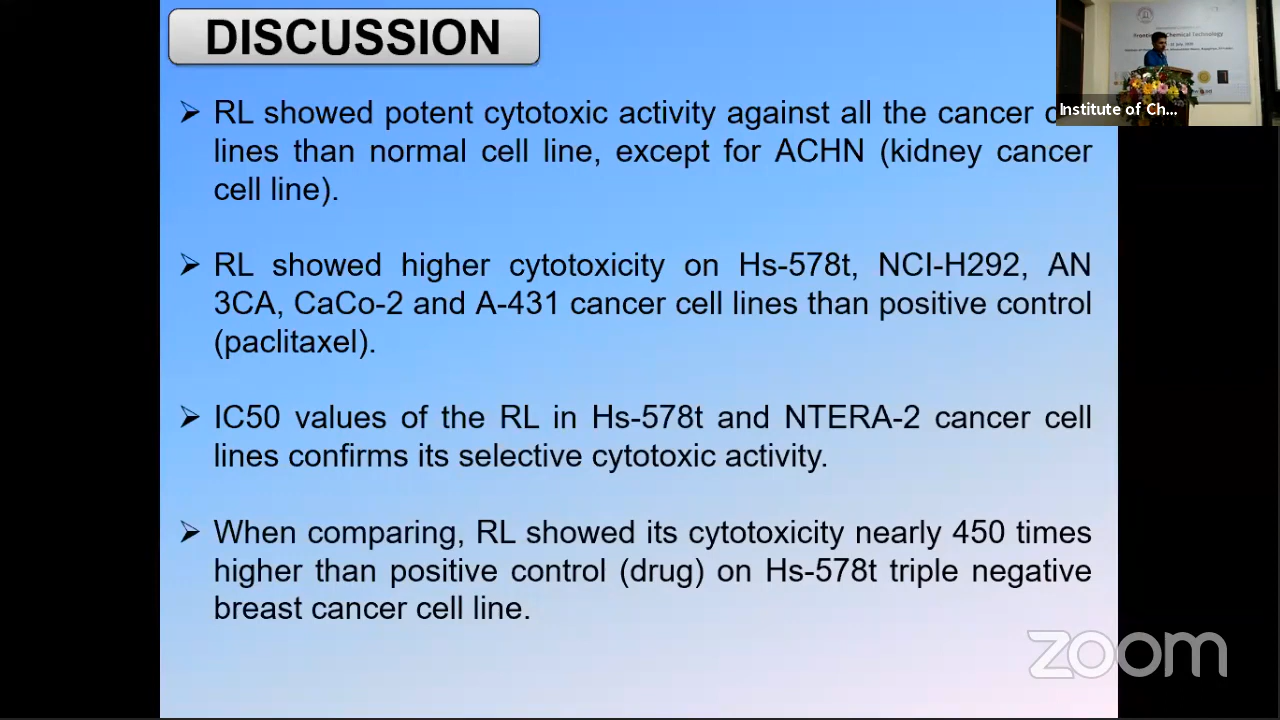 DISCUSSION
Frontiers in Chemical Technology
Institute of Ch...
➢ RL showed potent cytotoxic activity against all the cancer c
lines than normal cell line, except for ACHN (kidney cancer
cell line).
➢ RL showed higher cytotoxicity on Hs-578t, NCI-H292, AN
3CA, CaCo-2 and A-431 cancer cell lines than positive control
(paclitaxel).
➢ IC50 values of the RL in Hs-578t and NTERA-2 cancer cell
lines confirms its selective cytotoxic activity.
➢ When comparing, RL showed its cytotoxicity nearly 450 times
higher than positive control (drug) on Hs-578t triple negative
breast cancer cell line.
zoom